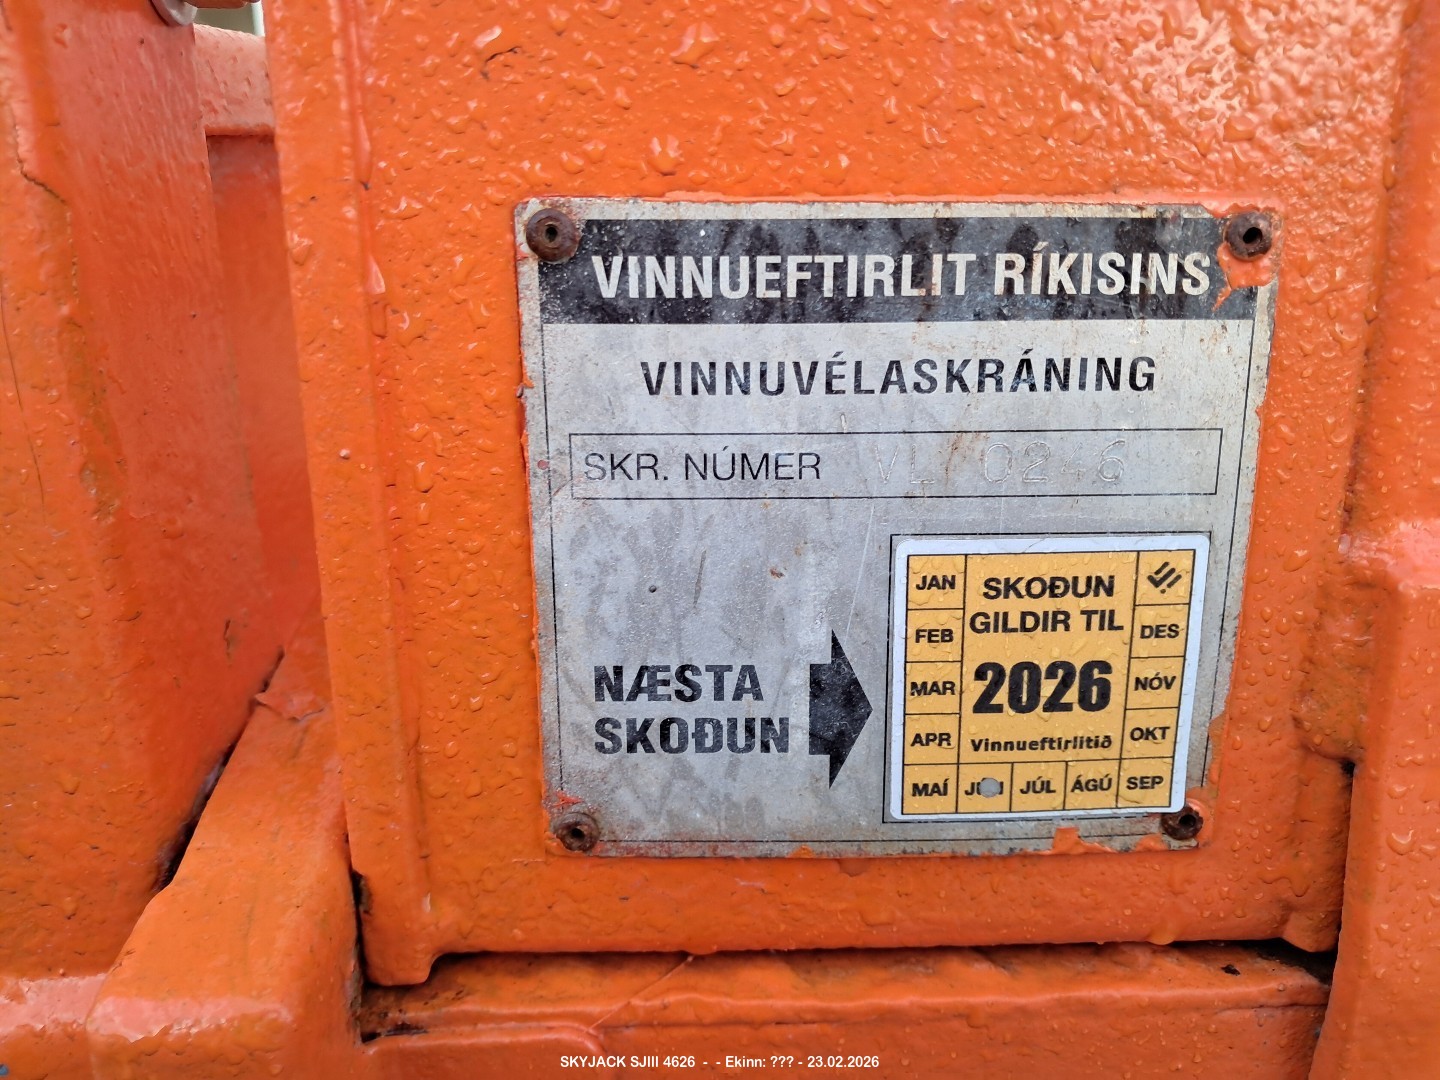 VINNUEFTIRLIT RÍKISINS
VINNUVÉLASKRÁNING
SKR. NÚMER VL 0246
NÆSTA
SKOÐUN
SKOÐUN
GILDIR TIL
2026
Vinnueftirlitið
JAN
FEB
MAR
APR
MAÍ
JÚNÍ
JÚL
ÁGÚ
SEP
OKT
NÓV
DES
SKYJACK SJIII 4626 - - Ekinn: ??? - 23.02.2026